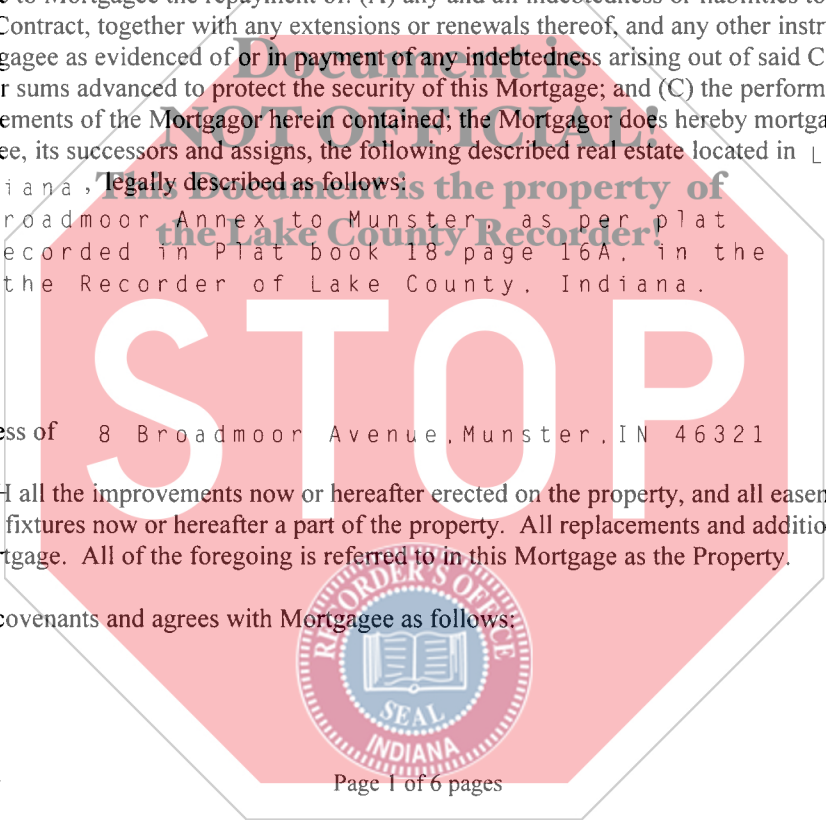 e to Mortgagee the repayment of: (A) any and all indebtedness or liabilities to
Contract, together with any extensions or renewals thereof, and any other instr
gagee as evidenced of or in payment of any indebtedness arising out of said C
Document is
r sums advanced to protect the security of this Mortgage; and (C) the perform
NOT OFFICIAL!
ements of the Mortgagor herein contained; the Mortgagor does hereby mortga
ee, its successors and assigns, the following described real estate located in L
iana , legally described as follows:
This Document is the property of
roadmoor Annex to Munster, as per plat
the Lake County Recorder!
ecorded in Plat book 18 page 16A, in the
the Recorder of Lake County, Indiana.
STOP
ess of 8 Broadmoor Avenue,Munster,IN 46321
H all the improvements now or hereafter erected on the property, and all easen
fixtures now or hereafter a part of the property. All replacements and additio
rtgage. All of the foregoing is referred to in this Mortgage as the Property.
covenants and agrees with Mortgagee as follows:
RECORDER'S OFFICE
SEAL
INDIANA
Page 1 of 6 pages